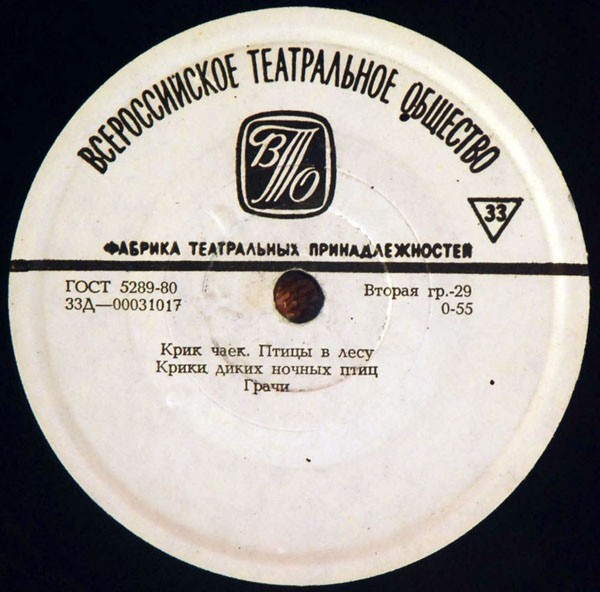 ВСЕРОССИЙСКОЕ ТЕАТРАЛЬНОЕ ОБЩЕСТВО
ВТО
33
ФАБРИКА ТЕАТРАЛЬНЫХ ПРИНАДЛЕЖНОСТЕЙ
ГОСТ 5289-80
33Д—00031017
Вторая гр.-29
0-55
Крик чаек. Птицы в лесу
Крики диких ночных птиц
Грачи